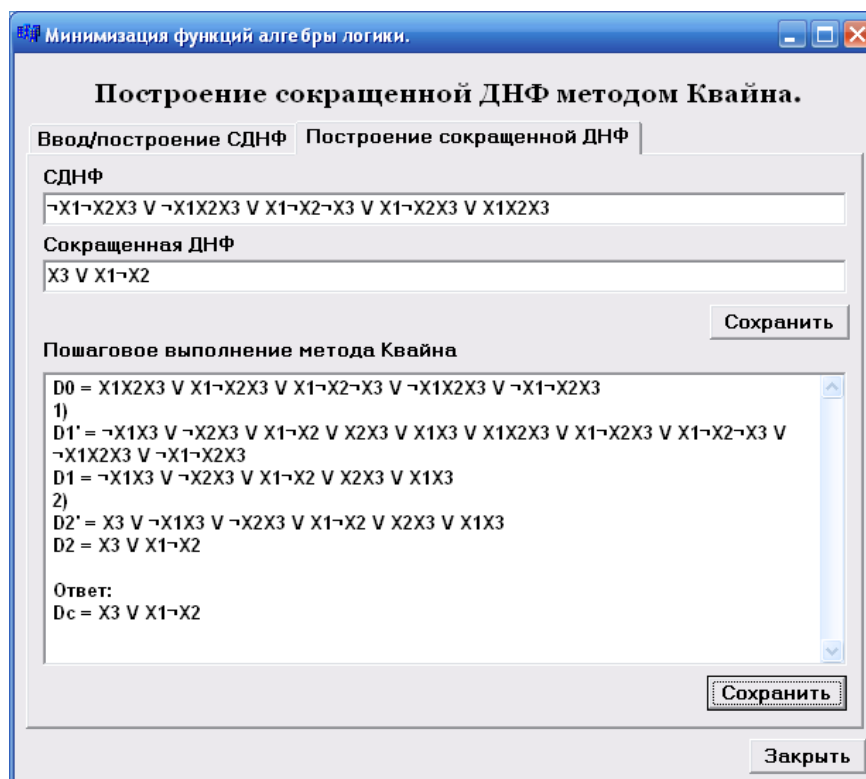 Минимизация функций алгебры логики.
Построение сокращенной ДНФ методом Квайна.
Ввод/построение СДНФ
Построение сокращенной ДНФ
СДНФ
¬X1¬X2X3 V ¬X1X2X3 V X1¬X2¬X3 V X1¬X2X3 V X1X2X3
Сокращенная ДНФ
X3 V X1¬X2
Сохранить
Пошаговое выполнение метода Квайна
D0 = X1X2X3 V X1¬X2X3 V X1¬X2¬X3 V ¬X1X2X3 V ¬X1¬X2X3
1)
D1' = ¬X1X3 V ¬X2X3 V X1¬X2 V X2X3 V X1X3 V X1X2X3 V X1¬X2X3 V X1¬X2¬X3 V
¬X1X2X3 V ¬X1¬X2X3
D1 = ¬X1X3 V ¬X2X3 V X1¬X2 V X2X3 V X1X3
2)
D2' = X3 V ¬X1X3 V ¬X2X3 V X1¬X2 V X2X3 V X1X3
D2 = X3 V X1¬X2
Ответ:
Dc = X3 V X1¬X2
Сохранить
Закрыть